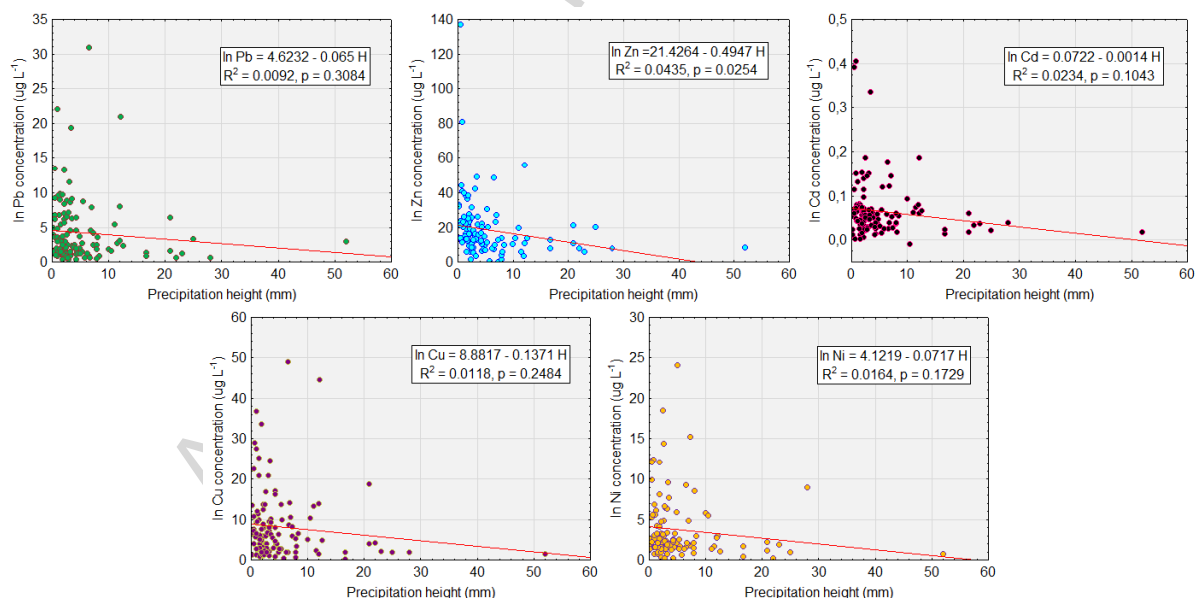 ln Pb concentration (ug L⁻¹)
35
30
25
20
15
10
5
0
ln Pb = 4.6232 - 0.065 H
R² = 0.0092, p = 0.3084
0 10 20 30 40 50 60
Precipitation height (mm)
ln Zn concentration (ug L⁻¹)
140
120
100
80
60
40
20
0
ln Zn =21.4264 - 0.4947 H
R² = 0.0435, p = 0.0254
0 10 20 30 40 50 60
Precipitation height (mm)
ln Cd concentration (ug L⁻¹)
0,5
0,4
0,3
0,2
0,1
0,0
ln Cd = 0.0722 - 0.0014 H
R² = 0.0234, p = 0.1043
0 10 20 30 40 50 60
Precipitation height (mm)
ln Cu concentration (ug L⁻¹)
60
50
40
30
20
10
0
ln Cu = 8.8817 - 0.1371 H
R² = 0.0118, p = 0.2484
0 10 20 30 40 50 60
Precipitation height (mm)
ln Ni concentration (ug L⁻¹)
30
25
20
15
10
5
0
ln Ni = 4.1219 - 0.0717 H
R² = 0.0164, p = 0.1729
0 10 20 30 40 50 60
Precipitation height (mm)